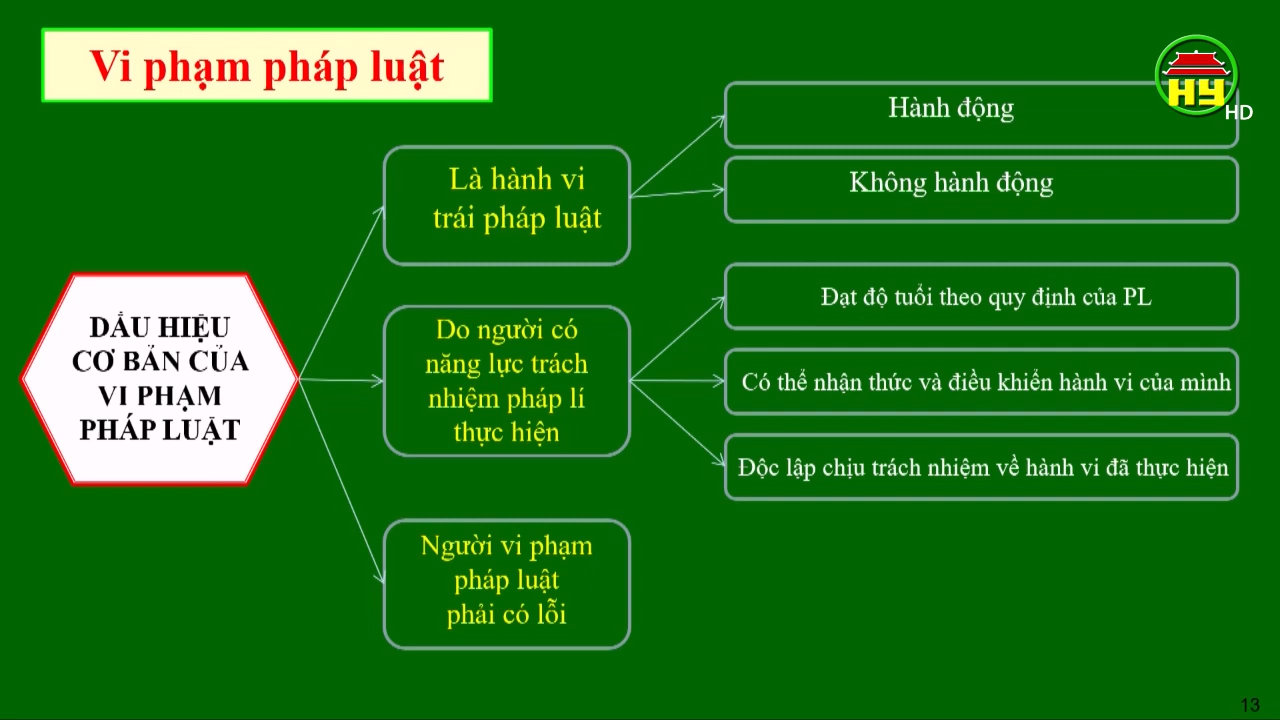 Vi phạm pháp luật
HY
HD
Hành động
Là hành vi
trái pháp luật
Không hành động
DẤU HIỆU
CƠ BẢN CỦA
VI PHẠM
PHÁP LUẬT
Do người có
năng lực trách
nhiệm pháp lí
thực hiện
Đạt độ tuổi theo quy định của PL
Có thể nhận thức và điều khiển hành vi của mình
Độc lập chịu trách nhiệm về hành vi đã thực hiện
Người vi phạm
pháp luật
phải có lỗi
13